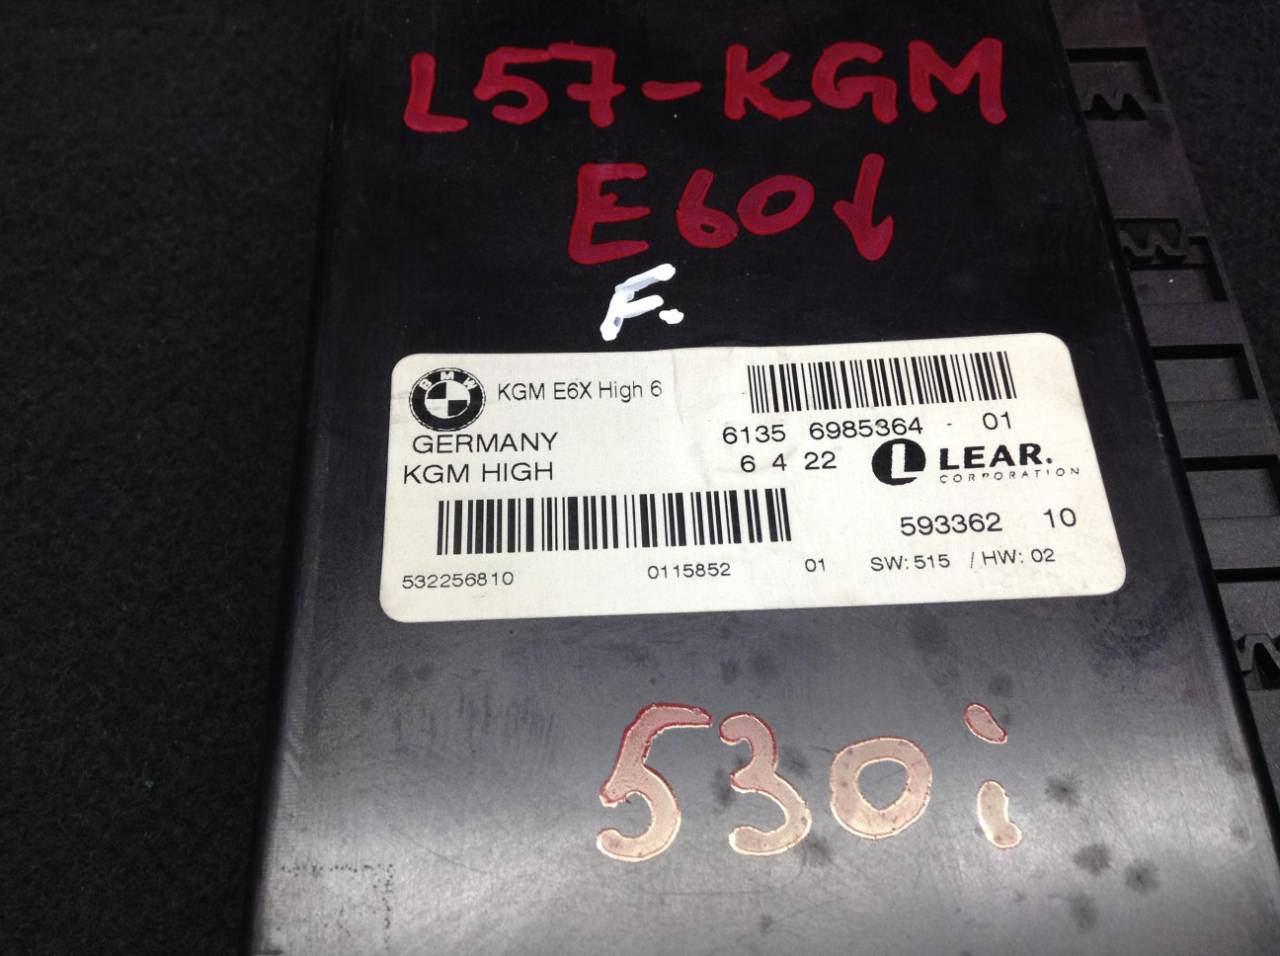 L57-KGM
E60
F.
BMW KGM E6X High 6
GERMANY
KGM HIGH
6135 6985364 - 01
6 4 22
L LEAR.
CORPORATION
593362 10
532256810 0115852 01 SW: 515 / HW: 02
530i